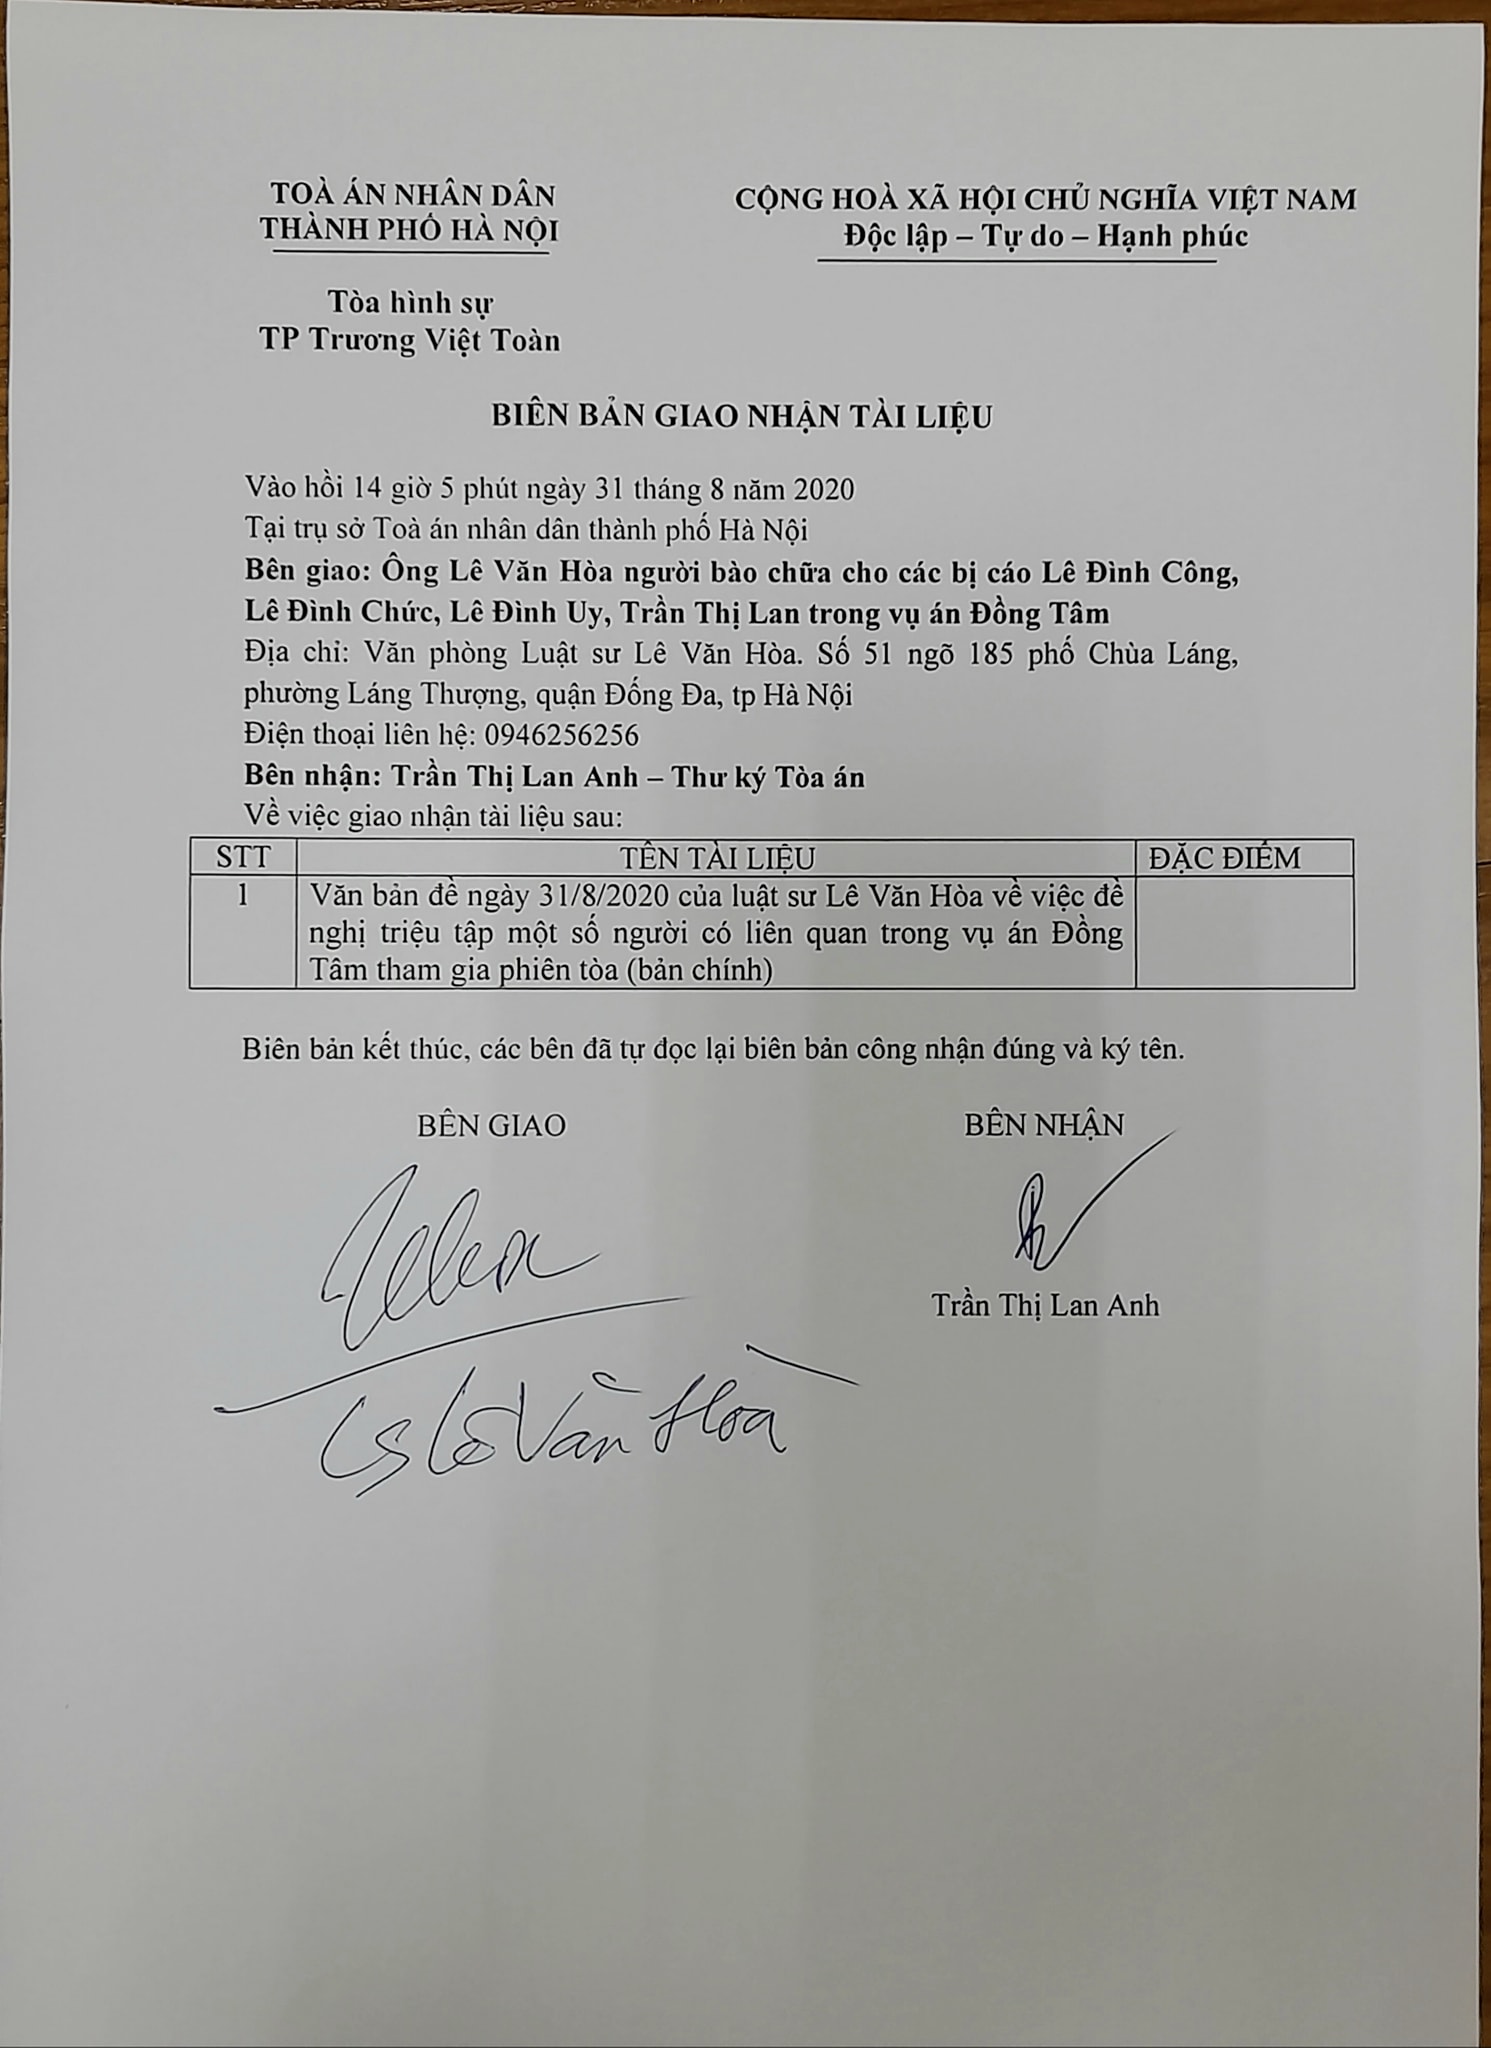 TOÀ ÁN NHÂN DÂN
THÀNH PHỐ HÀ NỘI
CỘNG HOÀ XÃ HỘI CHỦ NGHĨA VIỆT NAM
Độc lập – Tự do – Hạnh phúc
Tòa hình sự
TP Trương Việt Toàn
BIÊN BẢN GIAO NHẬN TÀI LIỆU
Vào hồi 14 giờ 5 phút ngày 31 tháng 8 năm 2020
Tại trụ sở Toà án nhân dân thành phố Hà Nội
Bên giao: Ông Lê Văn Hòa người bào chữa cho các bị cáo Lê Đình Công,
Lê Đình Chức, Lê Đình Uy, Trần Thị Lan trong vụ án Đồng Tâm
Địa chỉ: Văn phòng Luật sư Lê Văn Hòa. Số 51 ngõ 185 phố Chùa Láng,
phường Láng Thượng, quận Đống Đa, tp Hà Nội
Điện thoại liên hệ: 0946256256
Bên nhận: Trần Thị Lan Anh – Thư ký Tòa án
Về việc giao nhận tài liệu sau:
STT TÊN TÀI LIỆU ĐẶC ĐIỂM
1 Văn bản đề ngày 31/8/2020 của luật sư Lê Văn Hòa về việc đề
nghị triệu tập một số người có liên quan trong vụ án Đồng
Tâm tham gia phiên tòa (bản chính)
Biên bản kết thúc, các bên đã tự đọc lại biên bản công nhận đúng và ký tên.
BÊN GIAO BÊN NHẬN
Trần Thị Lan Anh
LS Lê Văn Hòa